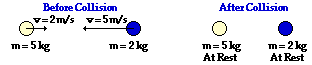 Before Collision After Collision
v = 2 m/s v = 5 m/s
m = 5 kg m = 2 kg m = 5 kg m = 2 kg
At Rest At Rest